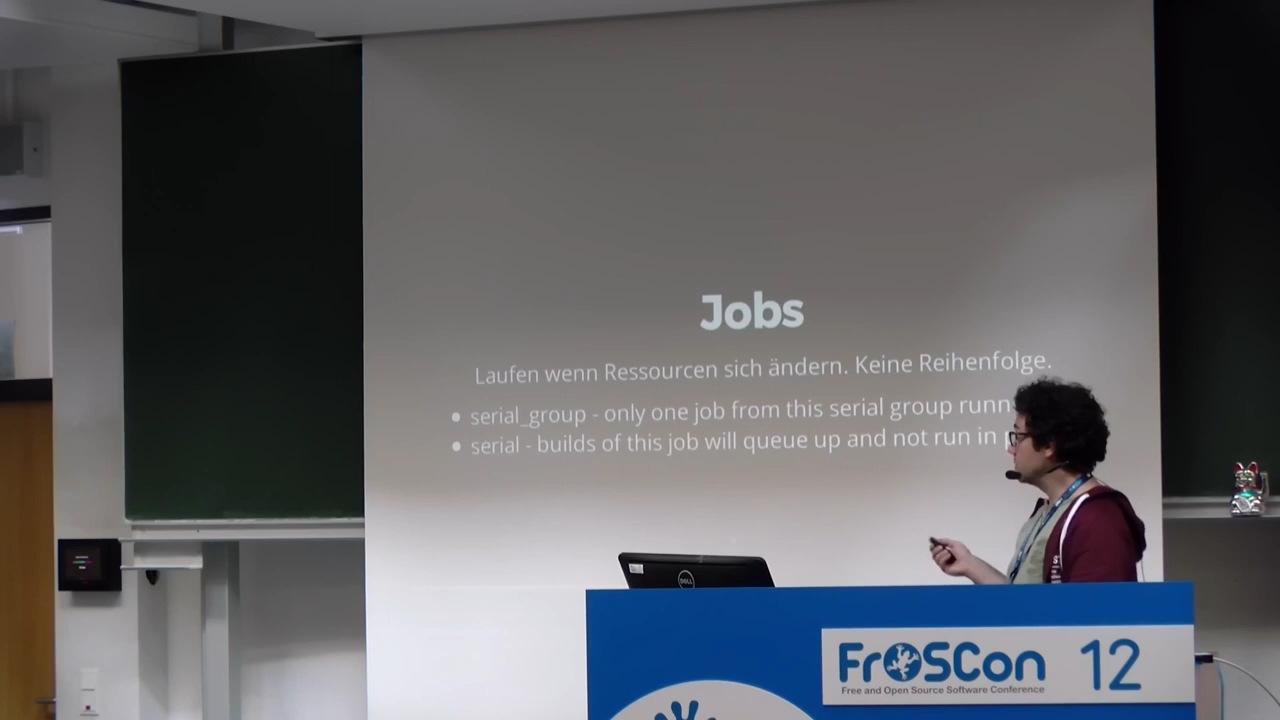 Jobs
Laufen wenn Ressourcen sich ändern. Keine Reihenfolge.
serial_group - only one job from this serial group
serial - builds of this job will queue up and not run in
DELL
FrOSCon 12
Free and Open Source Software Conference